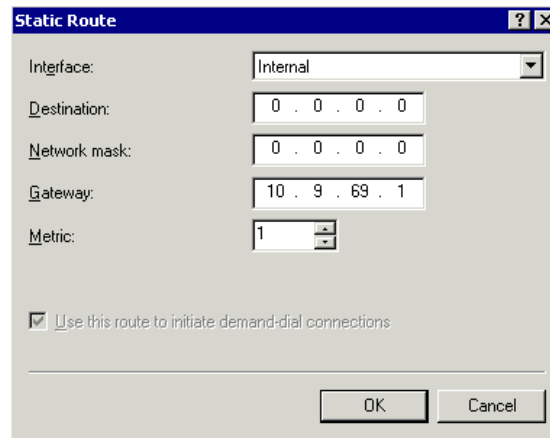 Static Route
Interface: Internal
Destination: 0 . 0 . 0 . 0
Network mask: 0 . 0 . 0 . 0
Gateway: 10 . 9 . 69 . 1
Metric: 1
Use this route to initiate demand-dial connections
OK Cancel